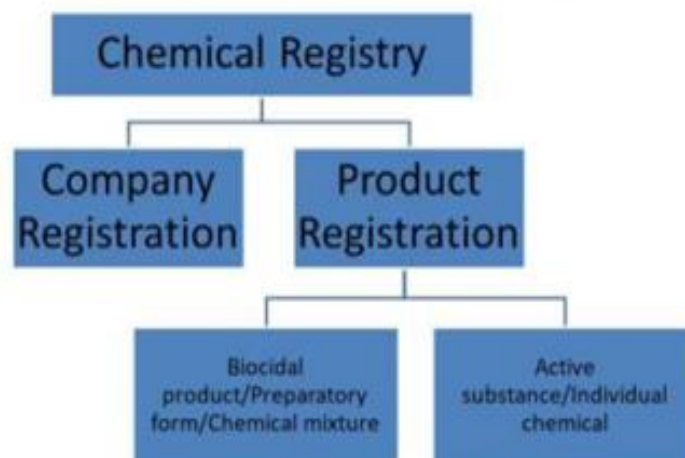 Chemical Registry
Company
Registration
Product
Registration
Biocidal
product/Preparatory
form/Chemical mixture
Active
substance/Individual
chemical